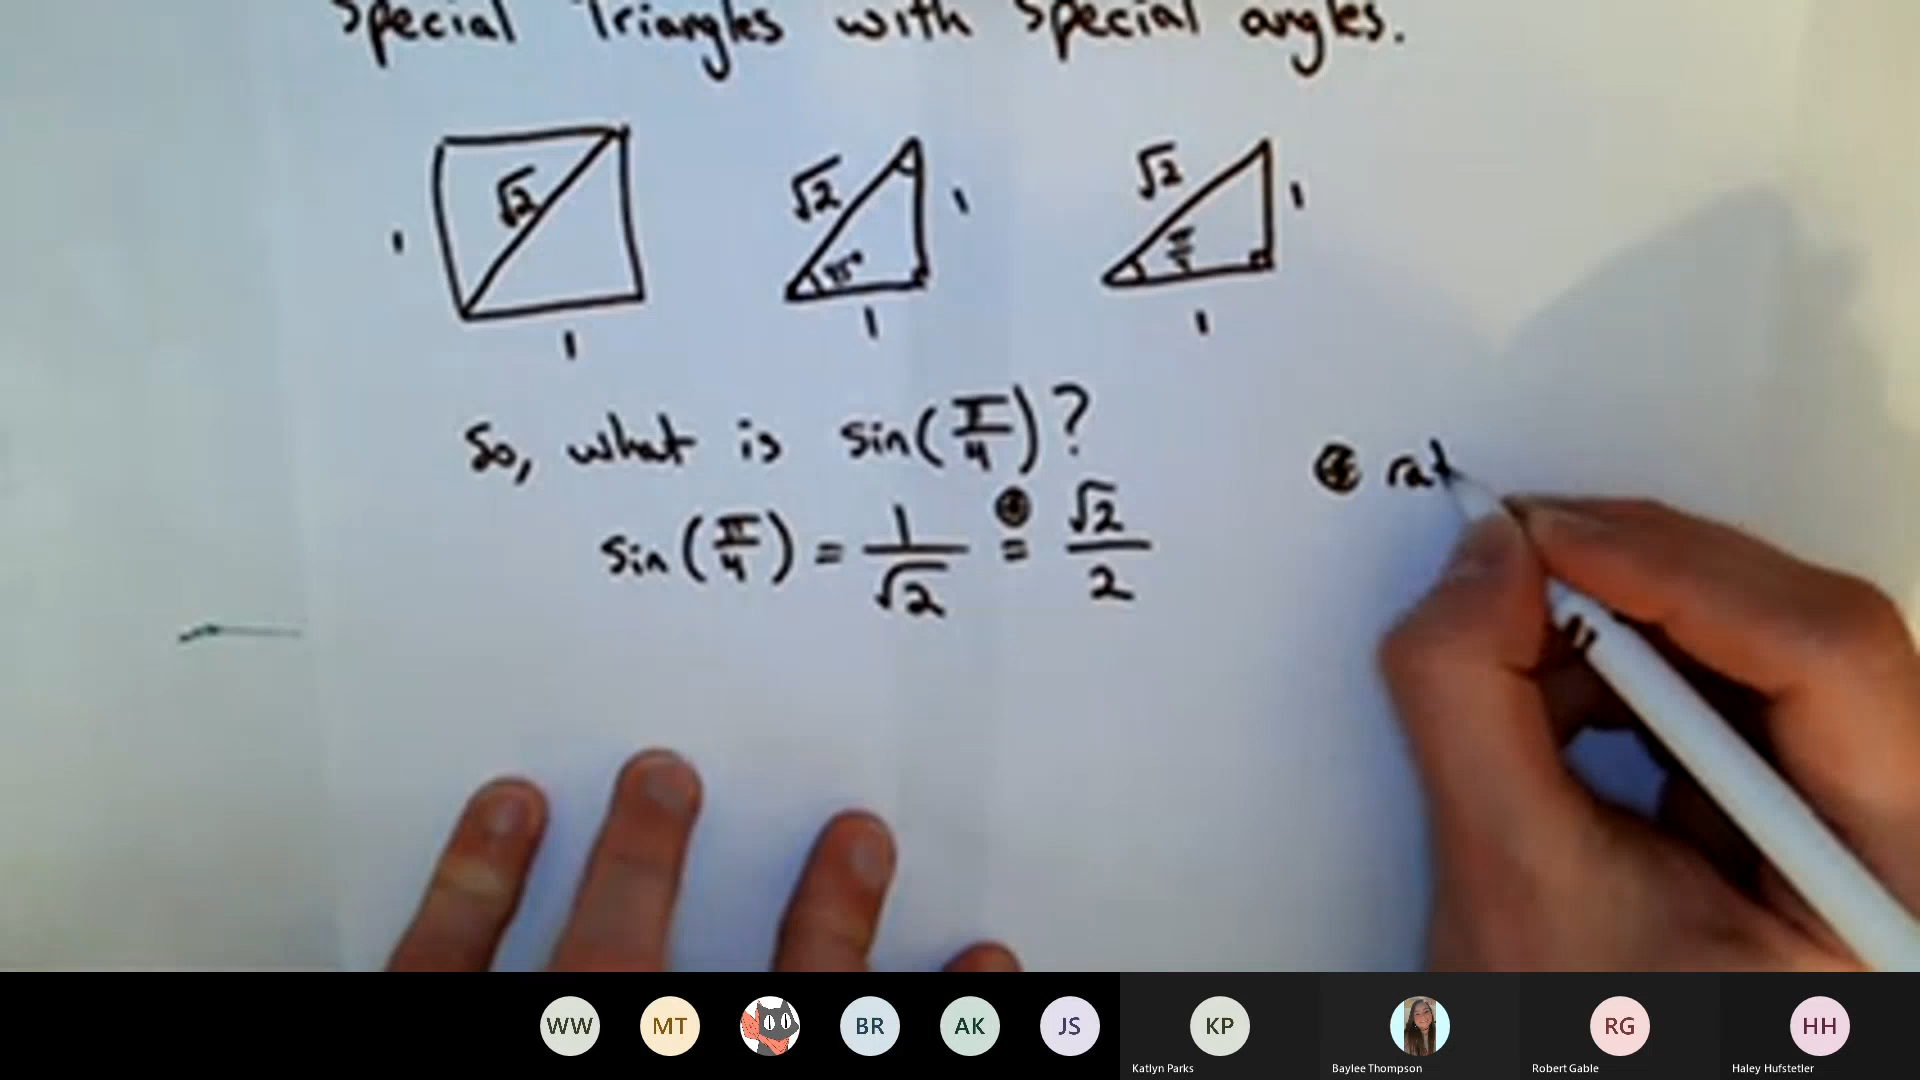 Special Triangles with Special angles.
√2 1 1
√2 45° 1 1
√2 π/4 1 1
So, what is sin(π/4)?
sin(π/4) = 1/√2 = √2/2
rat
WW MT BR AK JS KP RG HH
Katlyn Parks Baylee Thompson Robert Gable Haley Hufstetler